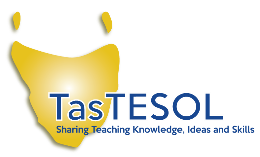 TasTESOL
Sharing Teaching Knowledge, Ideas and Skills